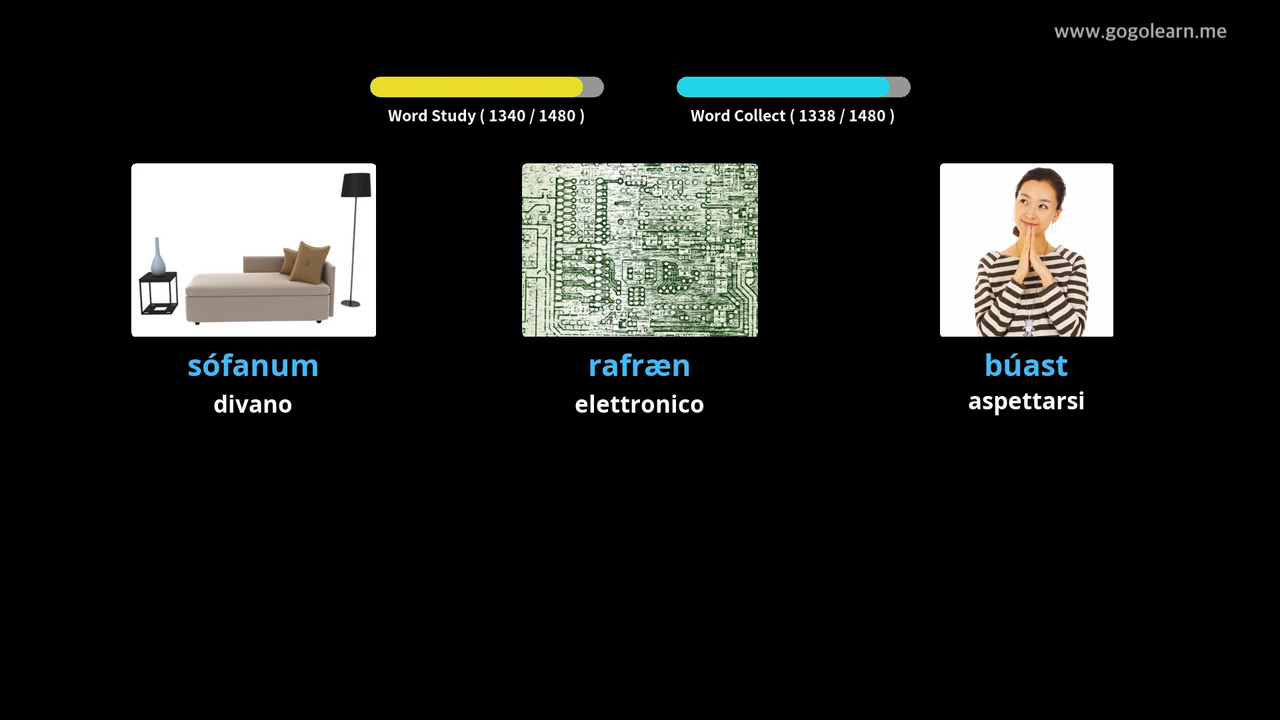 www.gogolearn.me
Word Study ( 1340 / 1480 )
Word Collect ( 1338 / 1480 )
sófanum
divano
rafræn
elettronico
búast
aspettarsi